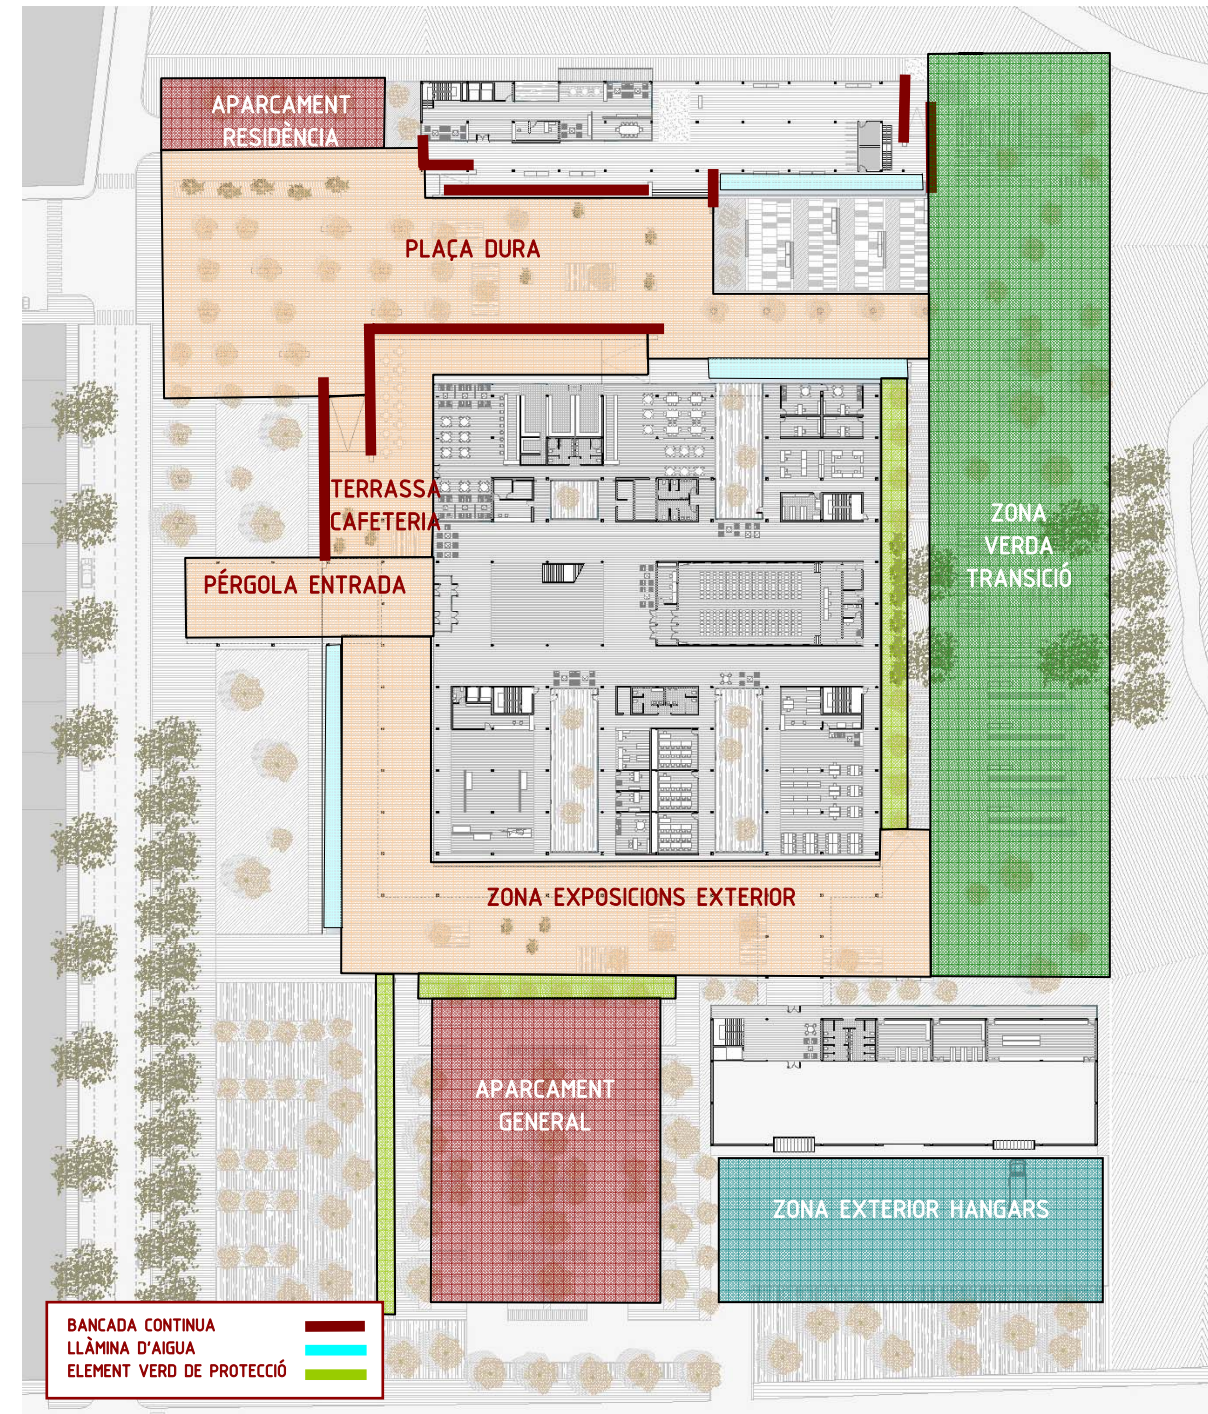 APARCAMENT
RESIDÈNCIA
PLAÇA DURA
TERRASSA
CAFETERIA
ZONA
VERDA
TRANSICIÓ
PÉRGOLA ENTRADA
ZONA EXPOSICIONS EXTERIOR
APARCAMENT
GENERAL
ZONA EXTERIOR HANGARS
BANCADA CONTINUA
LLÀMINA D'AIGUA
ELEMENT VERD DE PROTECCIÓ